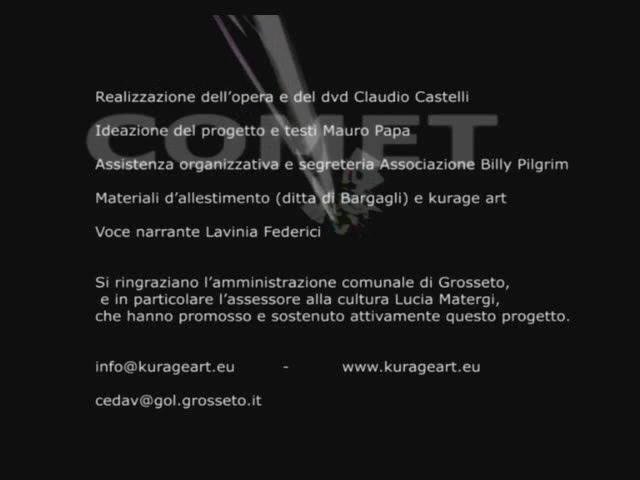 COMET
Realizzazione dell'opera e del dvd Claudio Castelli
Ideazione del progetto e testi Mauro Papa
Assistenza organizzativa e segreteria Associazione Billy Pilgrim
Materiali d'allestimento (ditta di Bargagli) e kurage art
Voce narrante Lavinia Federici
Si ringraziano l'amministrazione comunale di Grosseto,
e in particolare l'assessore alla cultura Lucia Matergi,
che hanno promosso e sostenuto attivamente questo progetto.
info@kurageart.eu - www.kurageart.eu
cedav@gol.grosseto.it